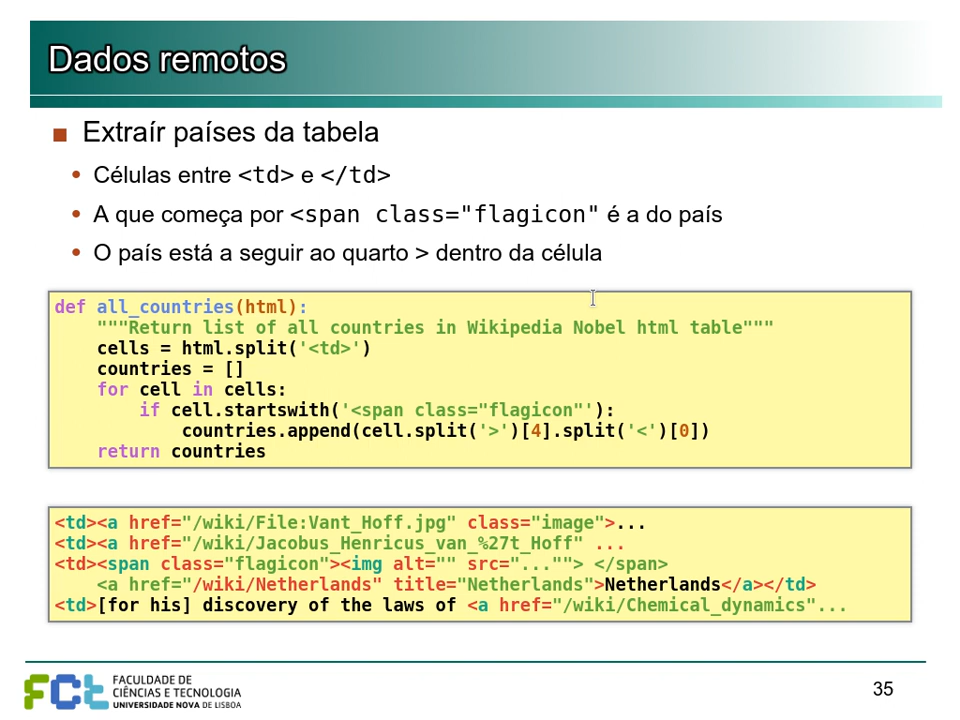 Dados remotos
Extraír países da tabela
Células entre <td> e </td>
A que começa por <span class="flagicon" é a do país
O país está a seguir ao quarto > dentro da célula
def all_countries(html):
    """Return list of all countries in Wikipedia Nobel html table"""
    cells = html.split('<td>')
    countries = []
    for cell in cells:
        if cell.startswith('<span class="flagicon"'):
            countries.append(cell.split('>')[4].split('<')[0])
    return countries
<td><a href="/wiki/File:Vant_Hoff.jpg" class="image">...
<td><a href="/wiki/Jacobus_Henricus_van_%27t_Hoff" ...
<td><span class="flagicon"><img alt="" src="...""> </span>
    <a href="/wiki/Netherlands" title="Netherlands">Netherlands</a></td>
<td>[for his] discovery of the laws of <a href="/wiki/Chemical_dynamics"...
FCt
FACULDADE DE
CIÊNCIAS E TECNOLOGIA
UNIVERSIDADE NOVA DE LISBOA
35